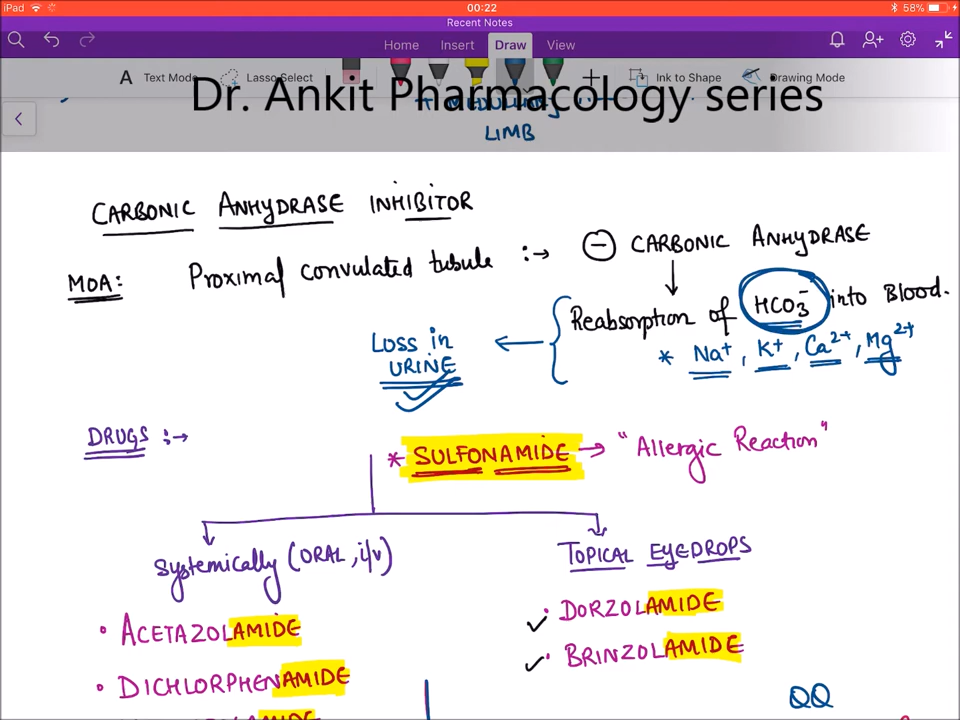 iPad 00:22 58%
Recent Notes
Home Insert Draw View
Text Mode Lasso Select Ink to Shape Drawing Mode
Dr. Ankit Pharmacology series
LIMB
CARBONIC ANHYDRASE INHIBITOR
MOA: Proximal convulated tubule :→ − CARBONIC ANHYDRASE
↓
Reabsorption of HCO3− into Blood.
Loss in URINE ← { * Na+, K+, Ca2+, Mg2+
DRUGS :→
* SULFONAMIDE → "Allergic Reaction"
Systemically (ORAL, i/v) TOPICAL EYEDROPS
• ACETAZOLAMIDE ✓• DORZOLAMIDE
• DICHLORPHENAMIDE ✓• BRINZOLAMIDE
QQ